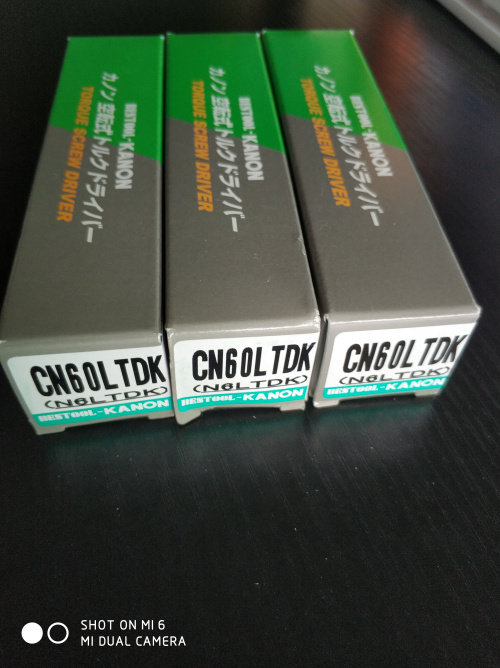 BESTOOL-KANON
カノン 空転式トルクドライバー
TORQUE SCREW DRIVER
BESTOOL-KANON
カノン 空転式トルクドライバー
TORQUE SCREW DRIVER
BESTOOL-KANON
カノン 空転式トルクドライバー
TORQUE SCREW DRIVER
CN60LTDK
(N6LTDK)
BESTOOL-KANON
CN60LTDK
(N6LTDK)
BESTOOL-KANON
CN60LTDK
(N6LTDK)
BESTOOL-KANON
SHOT ON MI 6
MI DUAL CAMERA